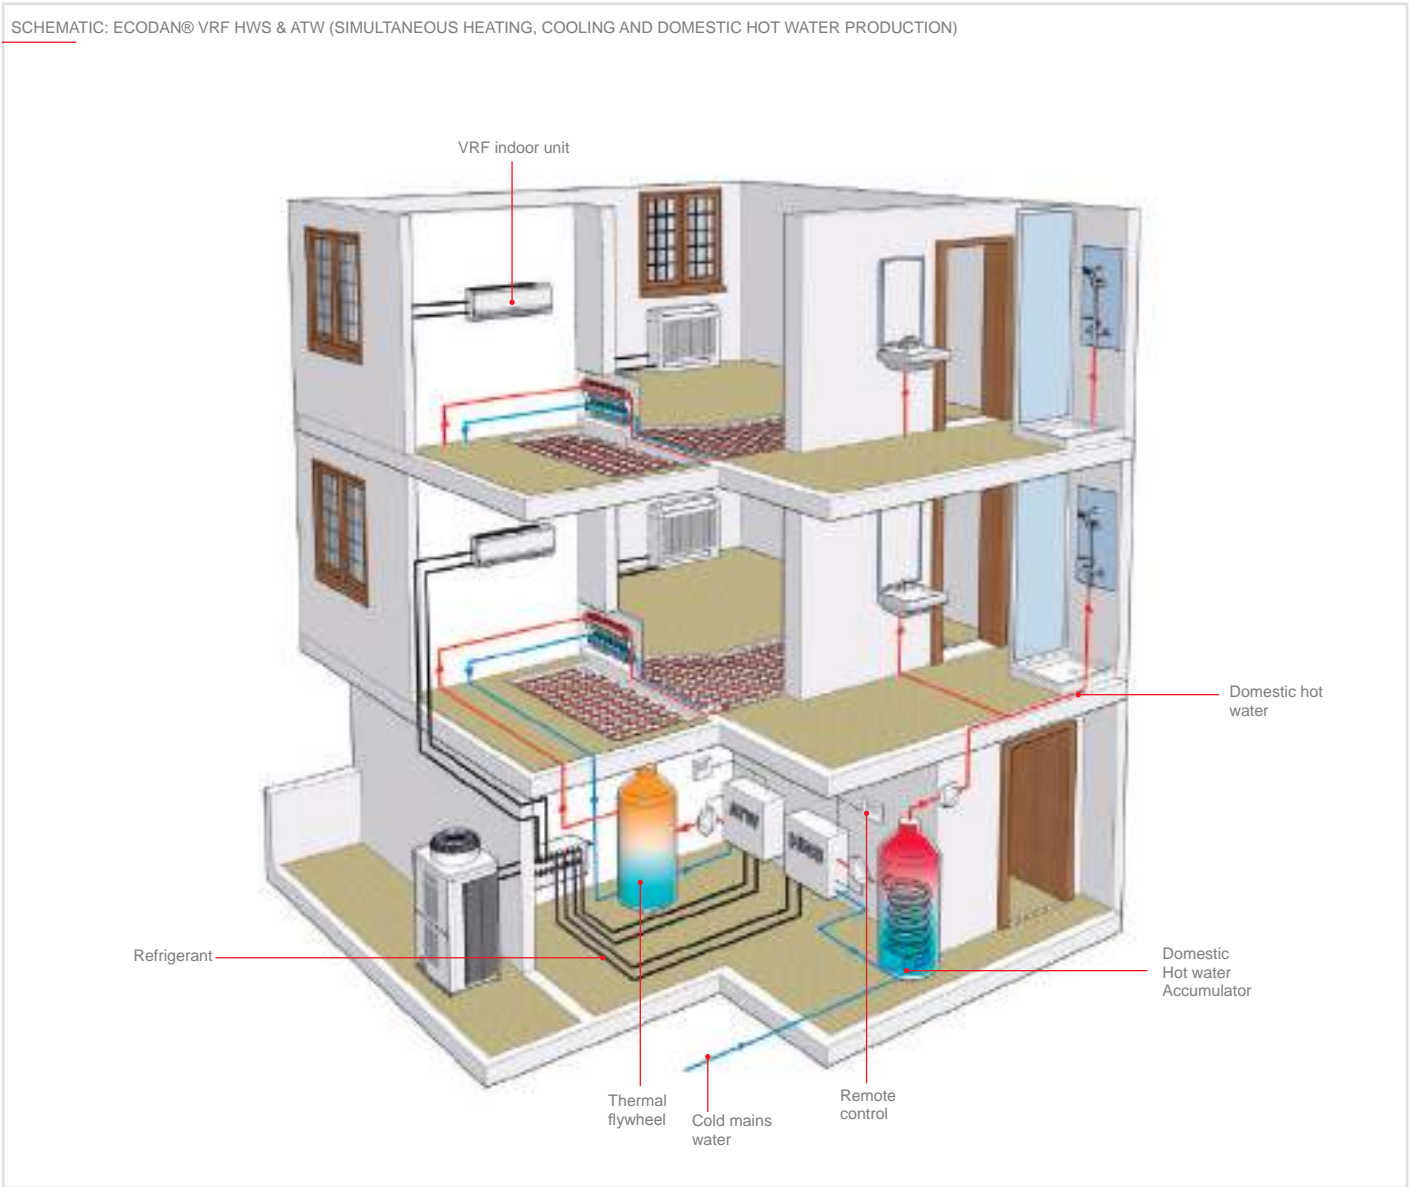 SCHEMATIC: ECODAN® VRF HWS & ATW (SIMULTANEOUS HEATING, COOLING AND DOMESTIC HOT WATER PRODUCTION)
VRF indoor unit
Domestic hot
water
ATW
Refrigerant
Domestic
Hot water
Accumulator
Thermal
flywheel
Cold mains
water
Remote
control